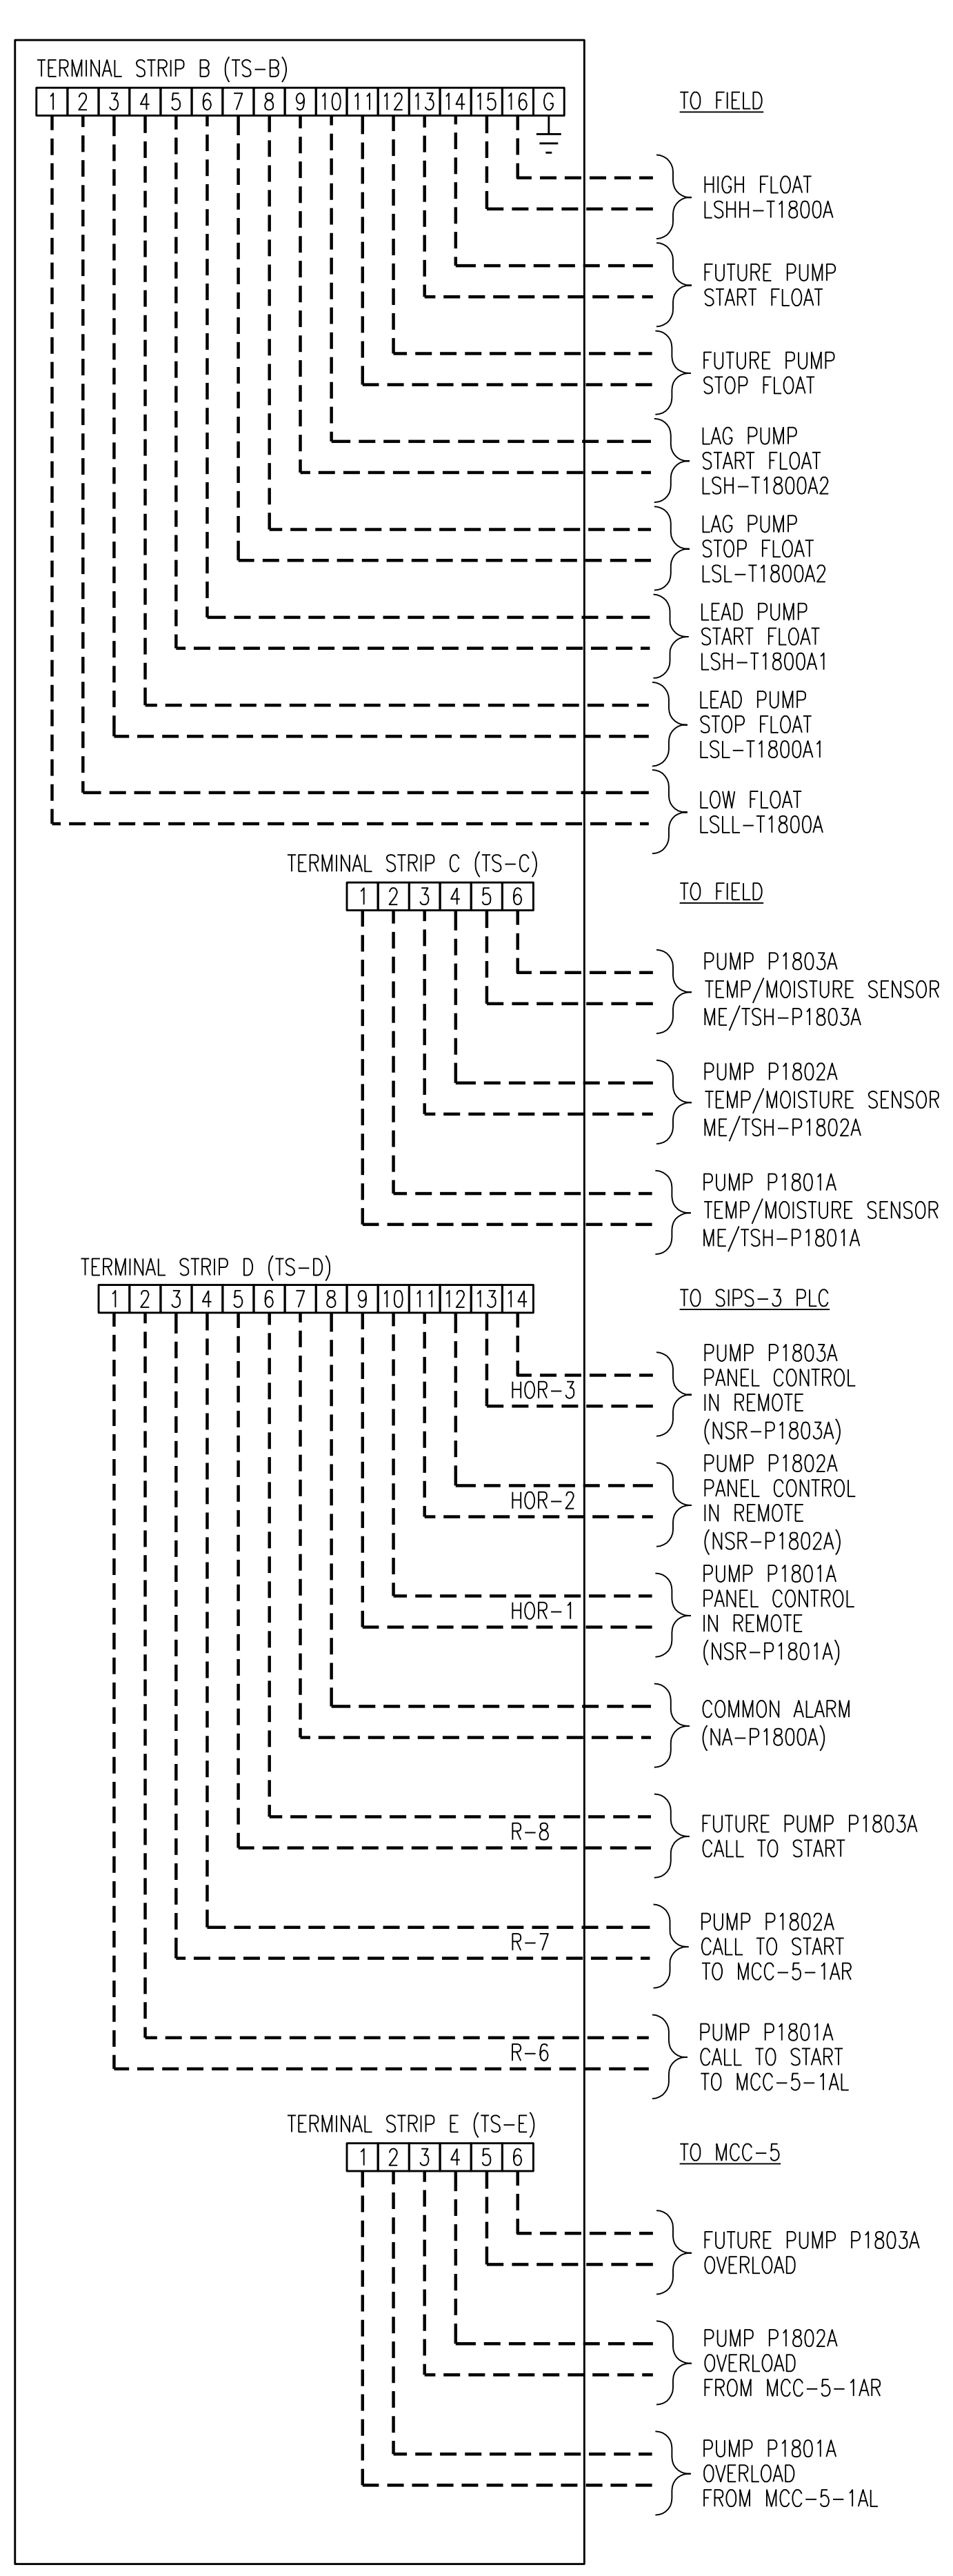 TERMINAL STRIP B (TS-B)
1 2 3 4 5 6 7 8 9 10 11 12 13 14 15 16 G
TO FIELD
HIGH FLOAT
LSHH-T1800A
FUTURE PUMP
START FLOAT
FUTURE PUMP
STOP FLOAT
LAG PUMP
START FLOAT
LSH-T1800A2
LAG PUMP
STOP FLOAT
LSL-T1800A2
LEAD PUMP
START FLOAT
LSH-T1800A1
LEAD PUMP
STOP FLOAT
LSL-T1800A1
LOW FLOAT
LSLL-T1800A
TERMINAL STRIP C (TS-C)
1 2 3 4 5 6
TO FIELD
PUMP P1803A
TEMP/MOISTURE SENSOR
ME/TSH-P1803A
PUMP P1802A
TEMP/MOISTURE SENSOR
ME/TSH-P1802A
PUMP P1801A
TEMP/MOISTURE SENSOR
ME/TSH-P1801A
TERMINAL STRIP D (TS-D)
1 2 3 4 5 6 7 8 9 10 11 12 13 14
TO SIPS-3 PLC
HOR-3
PUMP P1803A
PANEL CONTROL
IN REMOTE
(NSR-P1803A)
HOR-2
PUMP P1802A
PANEL CONTROL
IN REMOTE
(NSR-P1802A)
HOR-1
PUMP P1801A
PANEL CONTROL
IN REMOTE
(NSR-P1801A)
COMMON ALARM
(NA-P1800A)
R-8
FUTURE PUMP P1803A
CALL TO START
R-7
PUMP P1802A
CALL TO START
TO MCC-5-1AR
R-6
PUMP P1801A
CALL TO START
TO MCC-5-1AL
TERMINAL STRIP E (TS-E)
1 2 3 4 5 6
TO MCC-5
FUTURE PUMP P1803A
OVERLOAD
PUMP P1802A
OVERLOAD
FROM MCC-5-1AR
PUMP P1801A
OVERLOAD
FROM MCC-5-1AL